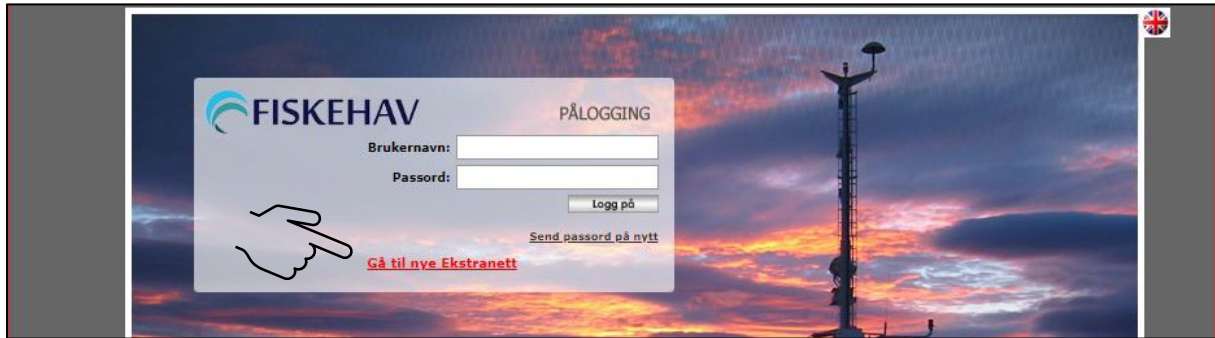 FISKEHAV
PÅLOGGING
Brukernavn:
Passord:
Logg på
Send passord på nytt
Gå til nye Ekstranett